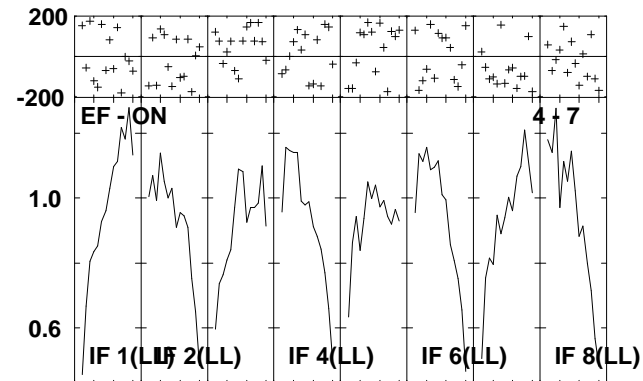 200
-200
EF - ON 4 - 7
1.0
0.6
IF 1(LL) IF 2(LL) IF 4(LL) IF 6(LL) IF 8(LL)